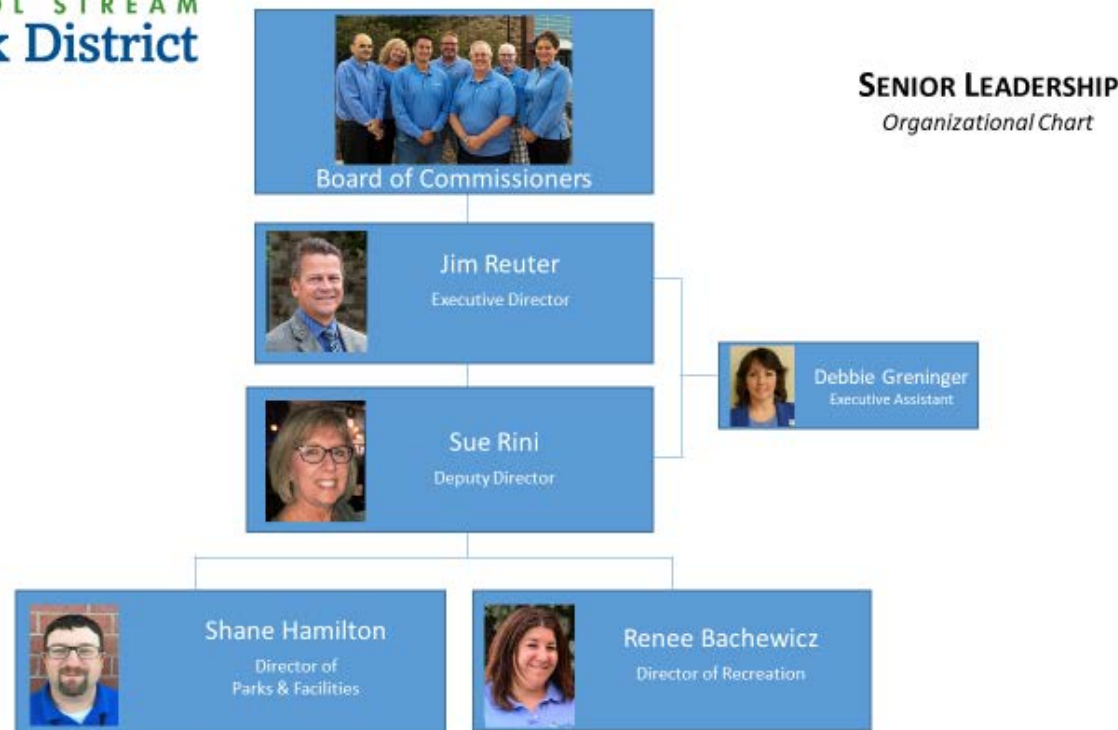 STREAM
District
SENIOR LEADERSHIP
Organizational Chart
Board of Commissioners
Jim Reuter
Executive Director
Debbie Greninger
Executive Assistant
Sue Rini
Deputy Director
Shane Hamilton
Director of
Parks & Facilities
Renee Bachewicz
Director of Recreation